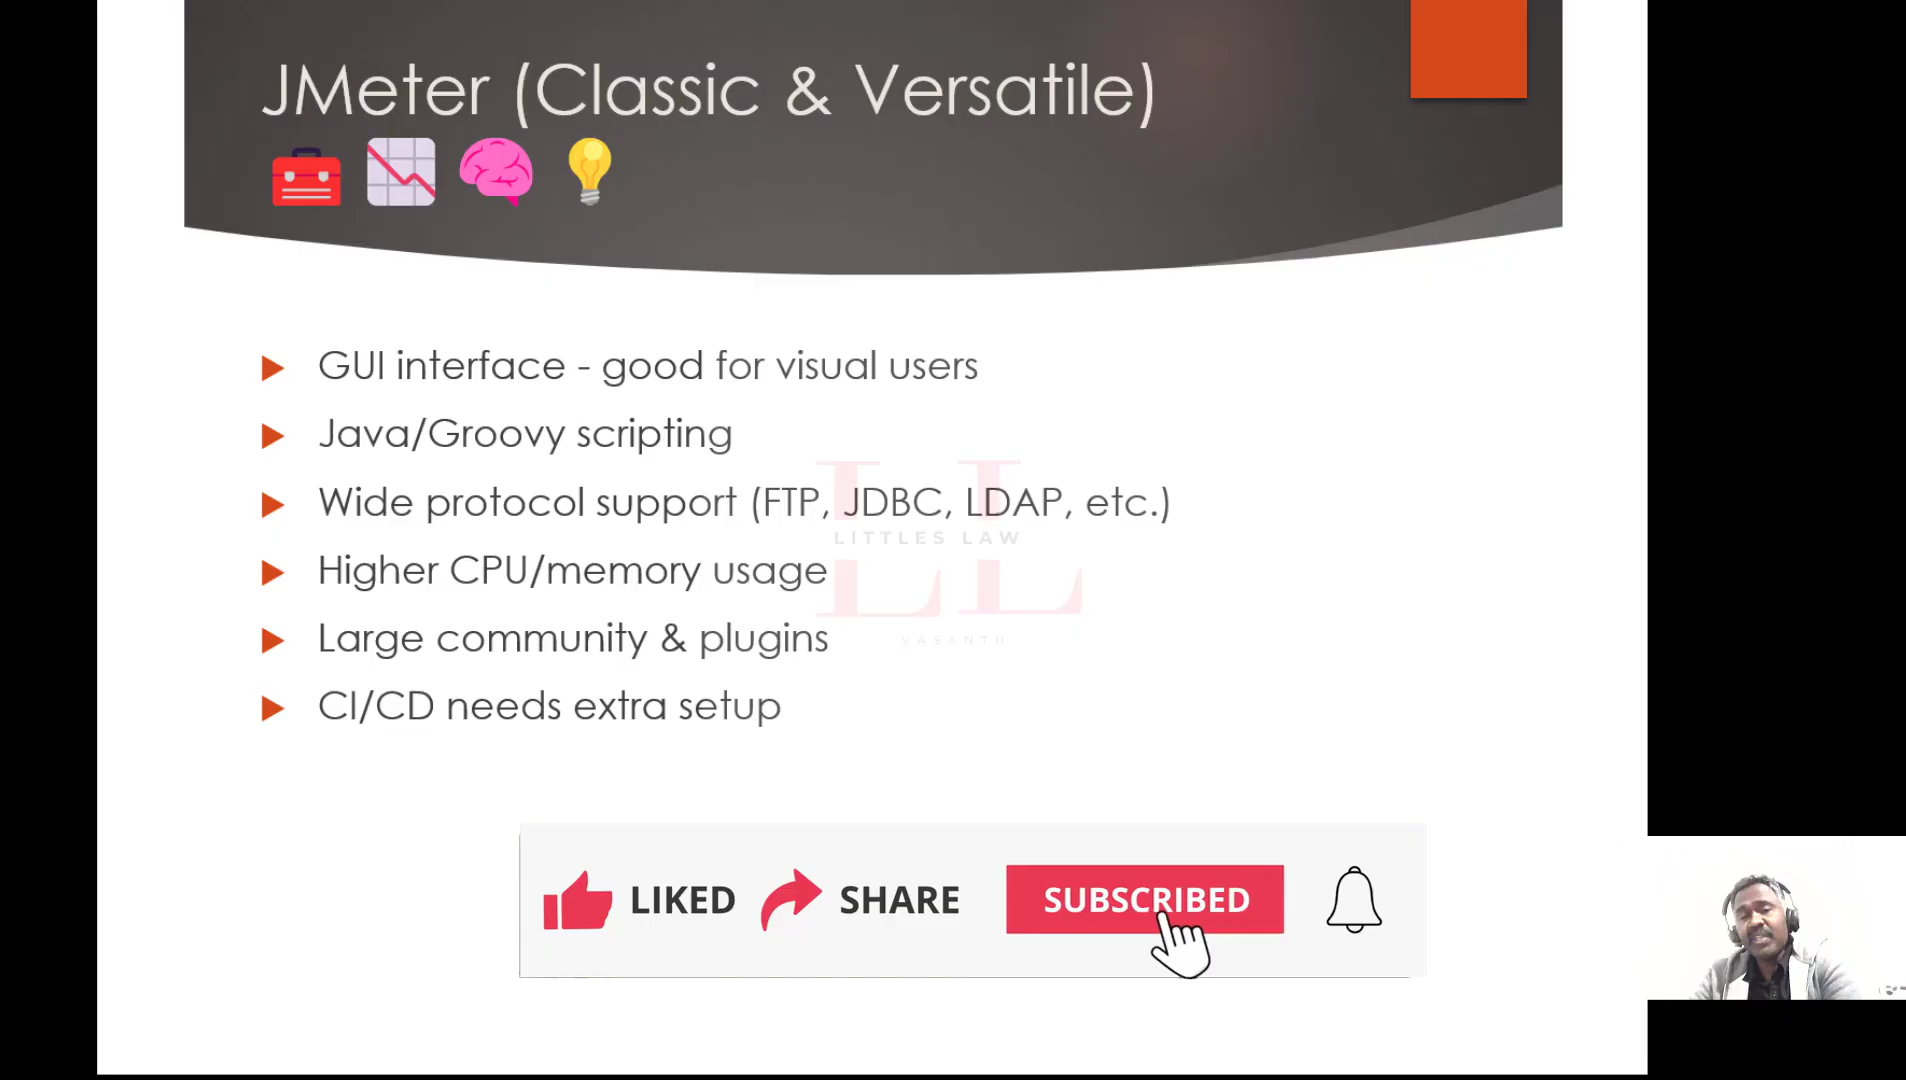 JMeter (Classic & Versatile)
GUI interface - good for visual users
Java/Groovy scripting
Wide protocol support (FTP, JDBC, LDAP, etc.)
LITTLES LAW
Higher CPU/memory usage
Large community & plugins
VASANTH
CI/CD needs extra setup
LIKED SHARE SUBSCRIBED